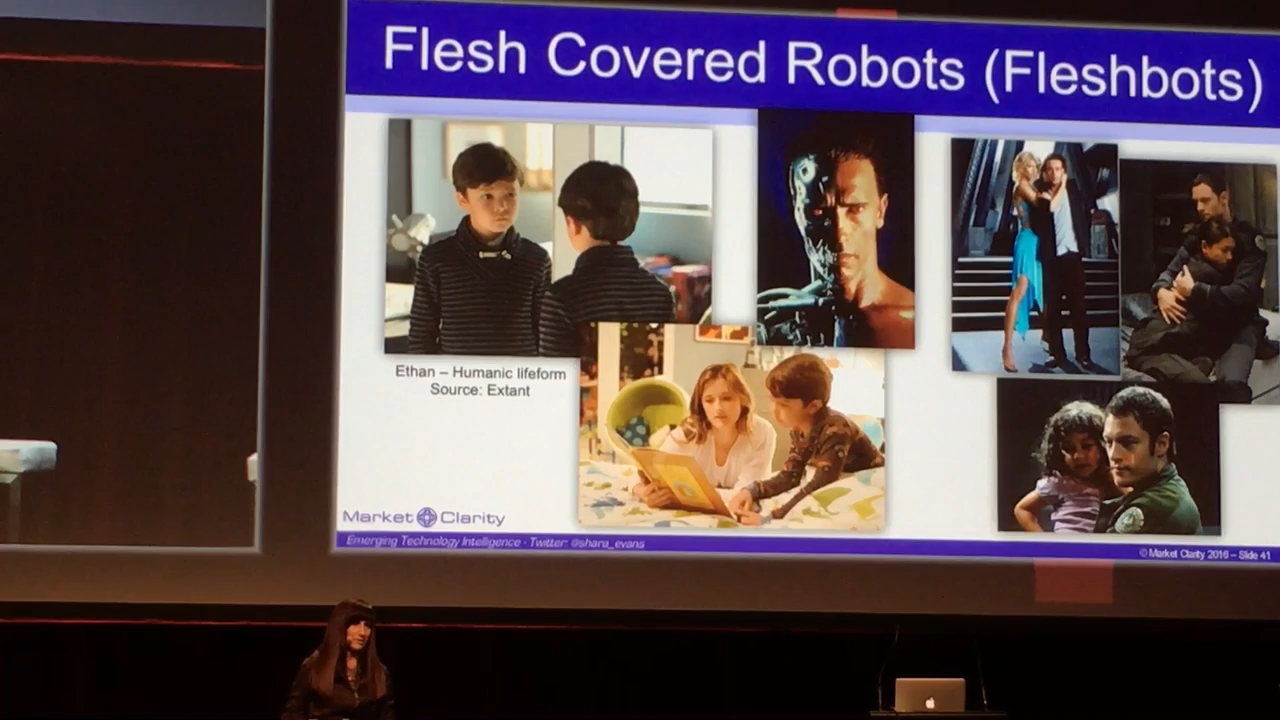 Flesh Covered Robots (Fleshbots)
Ethan – Humanic lifeform
Source: Extant
Market Clarity
Emerging Technology Intelligence - Twitter: @shara_evans
© Market Clarity 2016 – Slide 41